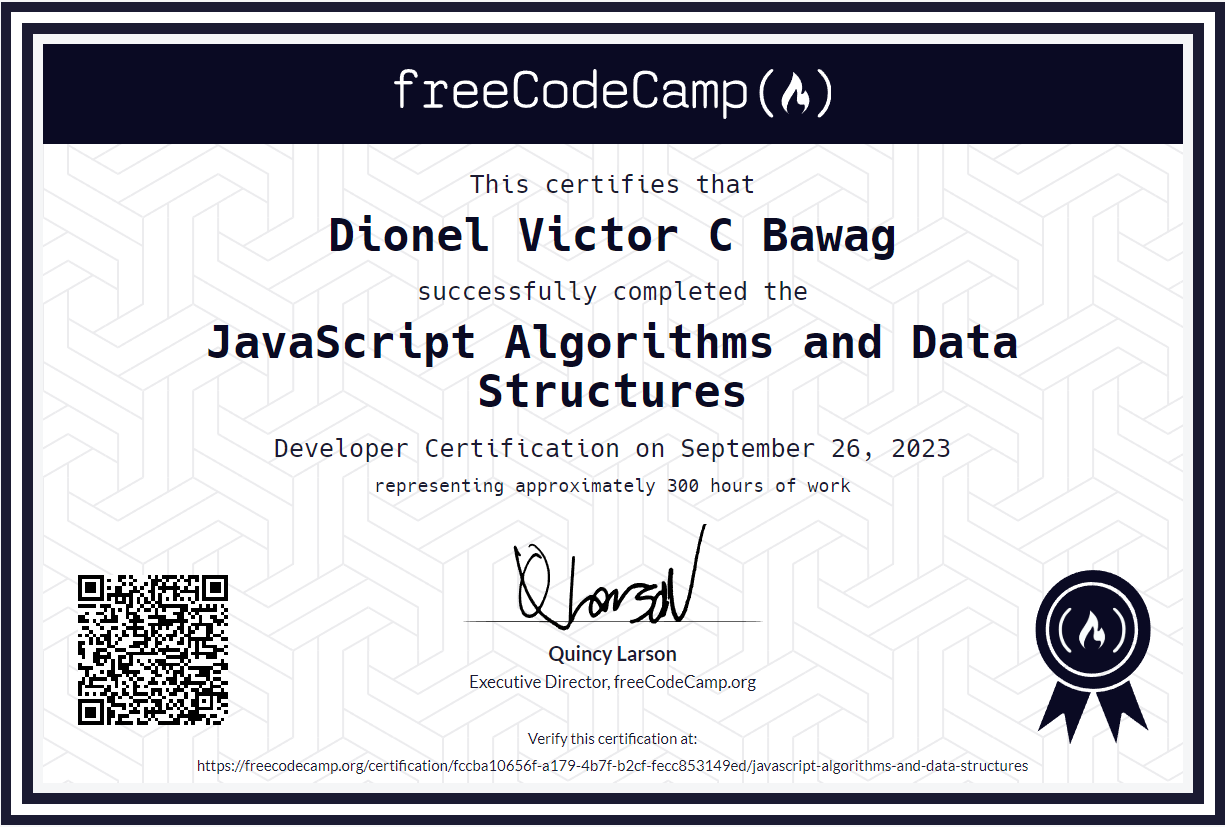 freeCodeCamp
This certifies that
Dionel Victor C Bawag
successfully completed the
JavaScript Algorithms and Data
Structures
Developer Certification on September 26, 2023
representing approximately 300 hours of work
Q Larson
Quincy Larson
Executive Director, freeCodeCamp.org
Verify this certification at:
https://freecodecamp.org/certification/fccba10656f-a179-4b7f-b2cf-fecc853149ed/javascript-algorithms-and-data-structures